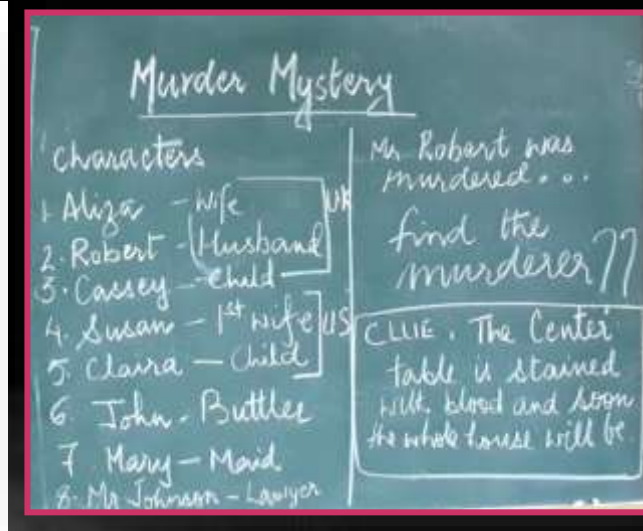 Murder Mystery
Characters
1. Aliza - Wife
2. Robert - Husband
3. Cassey - Child
UK
4. Susan - 1st wife
5. Claira - Child
US
6. John - Buttler
7. Mary - Maid
8. Mr Johnson - Lawyer
Mr Robert was
murdered...
find the
murderer??
CLUE. The Center
table is stained
with blood and soon
the whole house will be